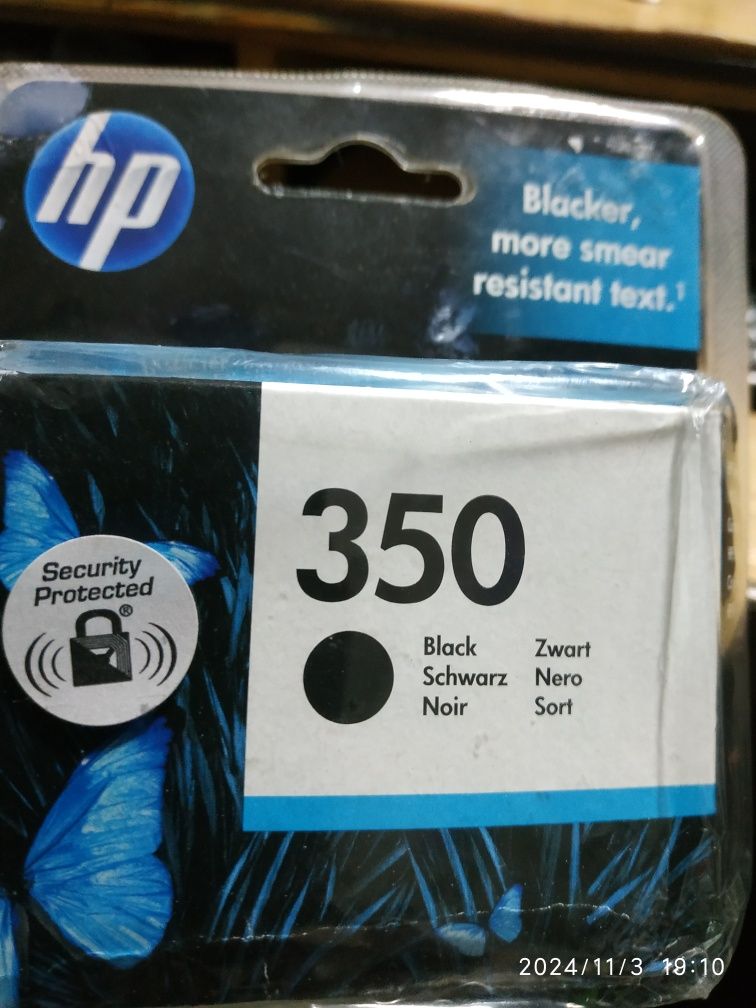 hp
Blacker,
more smear
resistant text.¹
350
Security
Protected
®
Black
Schwarz
Noir
Zwart
Nero
Sort
2024/11/3 19:10